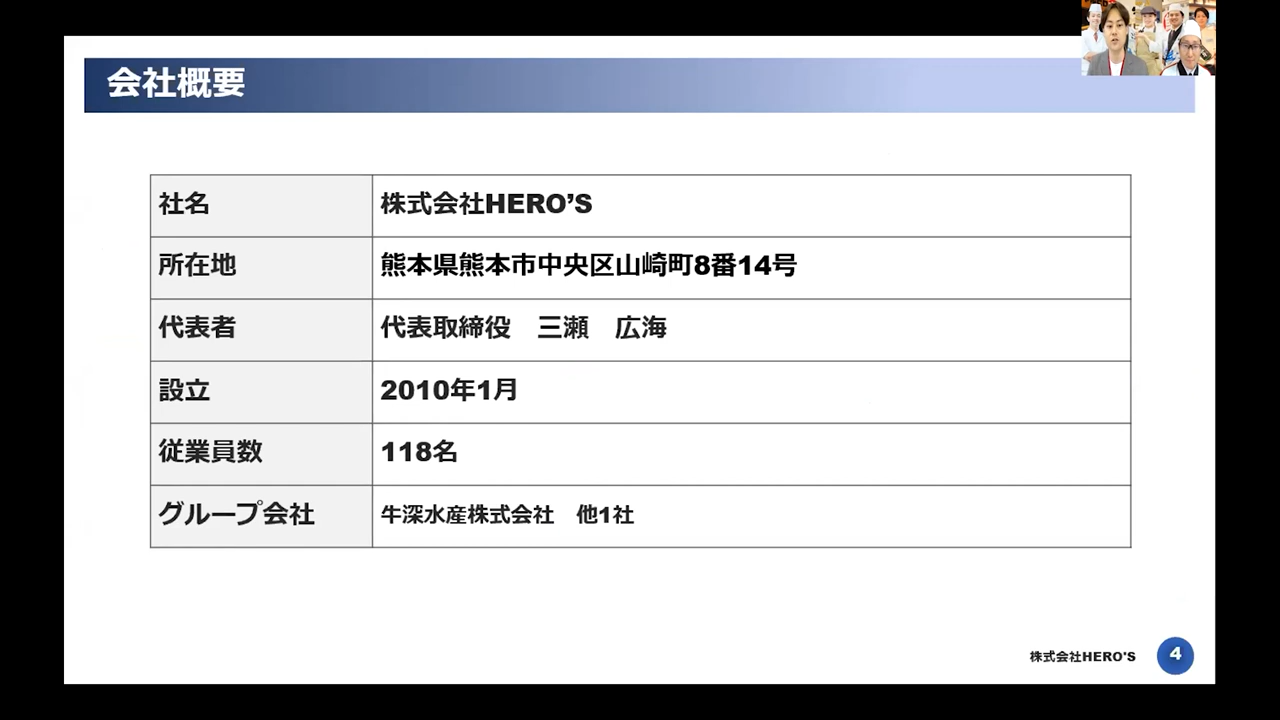 会社概要
社名 株式会社HERO’S
所在地 熊本県熊本市中央区山崎町8番14号
代表者 代表取締役　三瀬　広海
設立 2010年1月
従業員数 118名
グループ会社 牛深水産株式会社　他1社
株式会社HERO'S 4